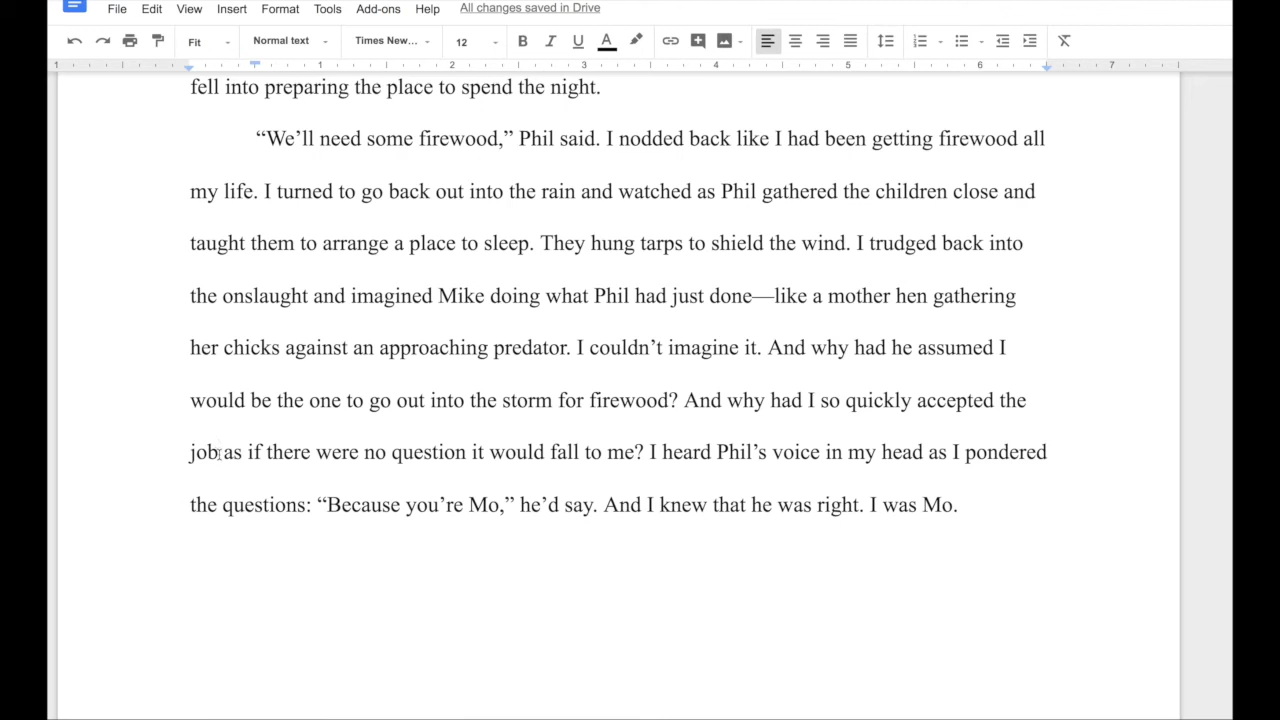 File Edit View Insert Format Tools Add-ons Help All changes saved in Drive
Fit Normal text Times New... 12 B I U A
1 1 2 3 4 5 6 7
fell into preparing the place to spend the night.
“We’ll need some firewood,” Phil said. I nodded back like I had been getting firewood all
my life. I turned to go back out into the rain and watched as Phil gathered the children close and
taught them to arrange a place to sleep. They hung tarps to shield the wind. I trudged back into
the onslaught and imagined Mike doing what Phil had just done—like a mother hen gathering
her chicks against an approaching predator. I couldn’t imagine it. And why had he assumed I
would be the one to go out into the storm for firewood? And why had I so quickly accepted the
job as if there were no question it would fall to me? I heard Phil’s voice in my head as I pondered
the questions: “Because you’re Mo,” he’d say. And I knew that he was right. I was Mo.